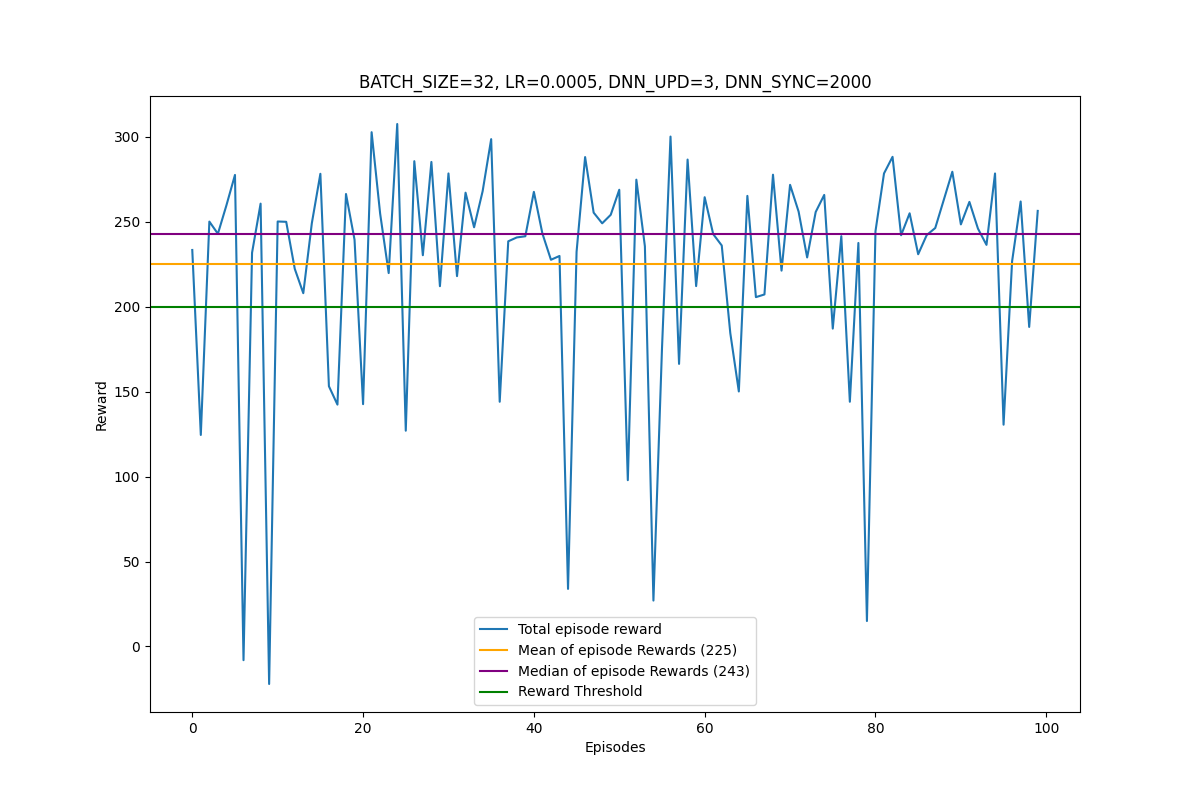 BATCH_SIZE=32, LR=0.0005, DNN_UPD=3, DNN_SYNC=2000
300
250
200
150
100
50
0
Reward
Total episode reward
Mean of episode Rewards (225)
Median of episode Rewards (243)
Reward Threshold
0 20 40 60 80 100
Episodes